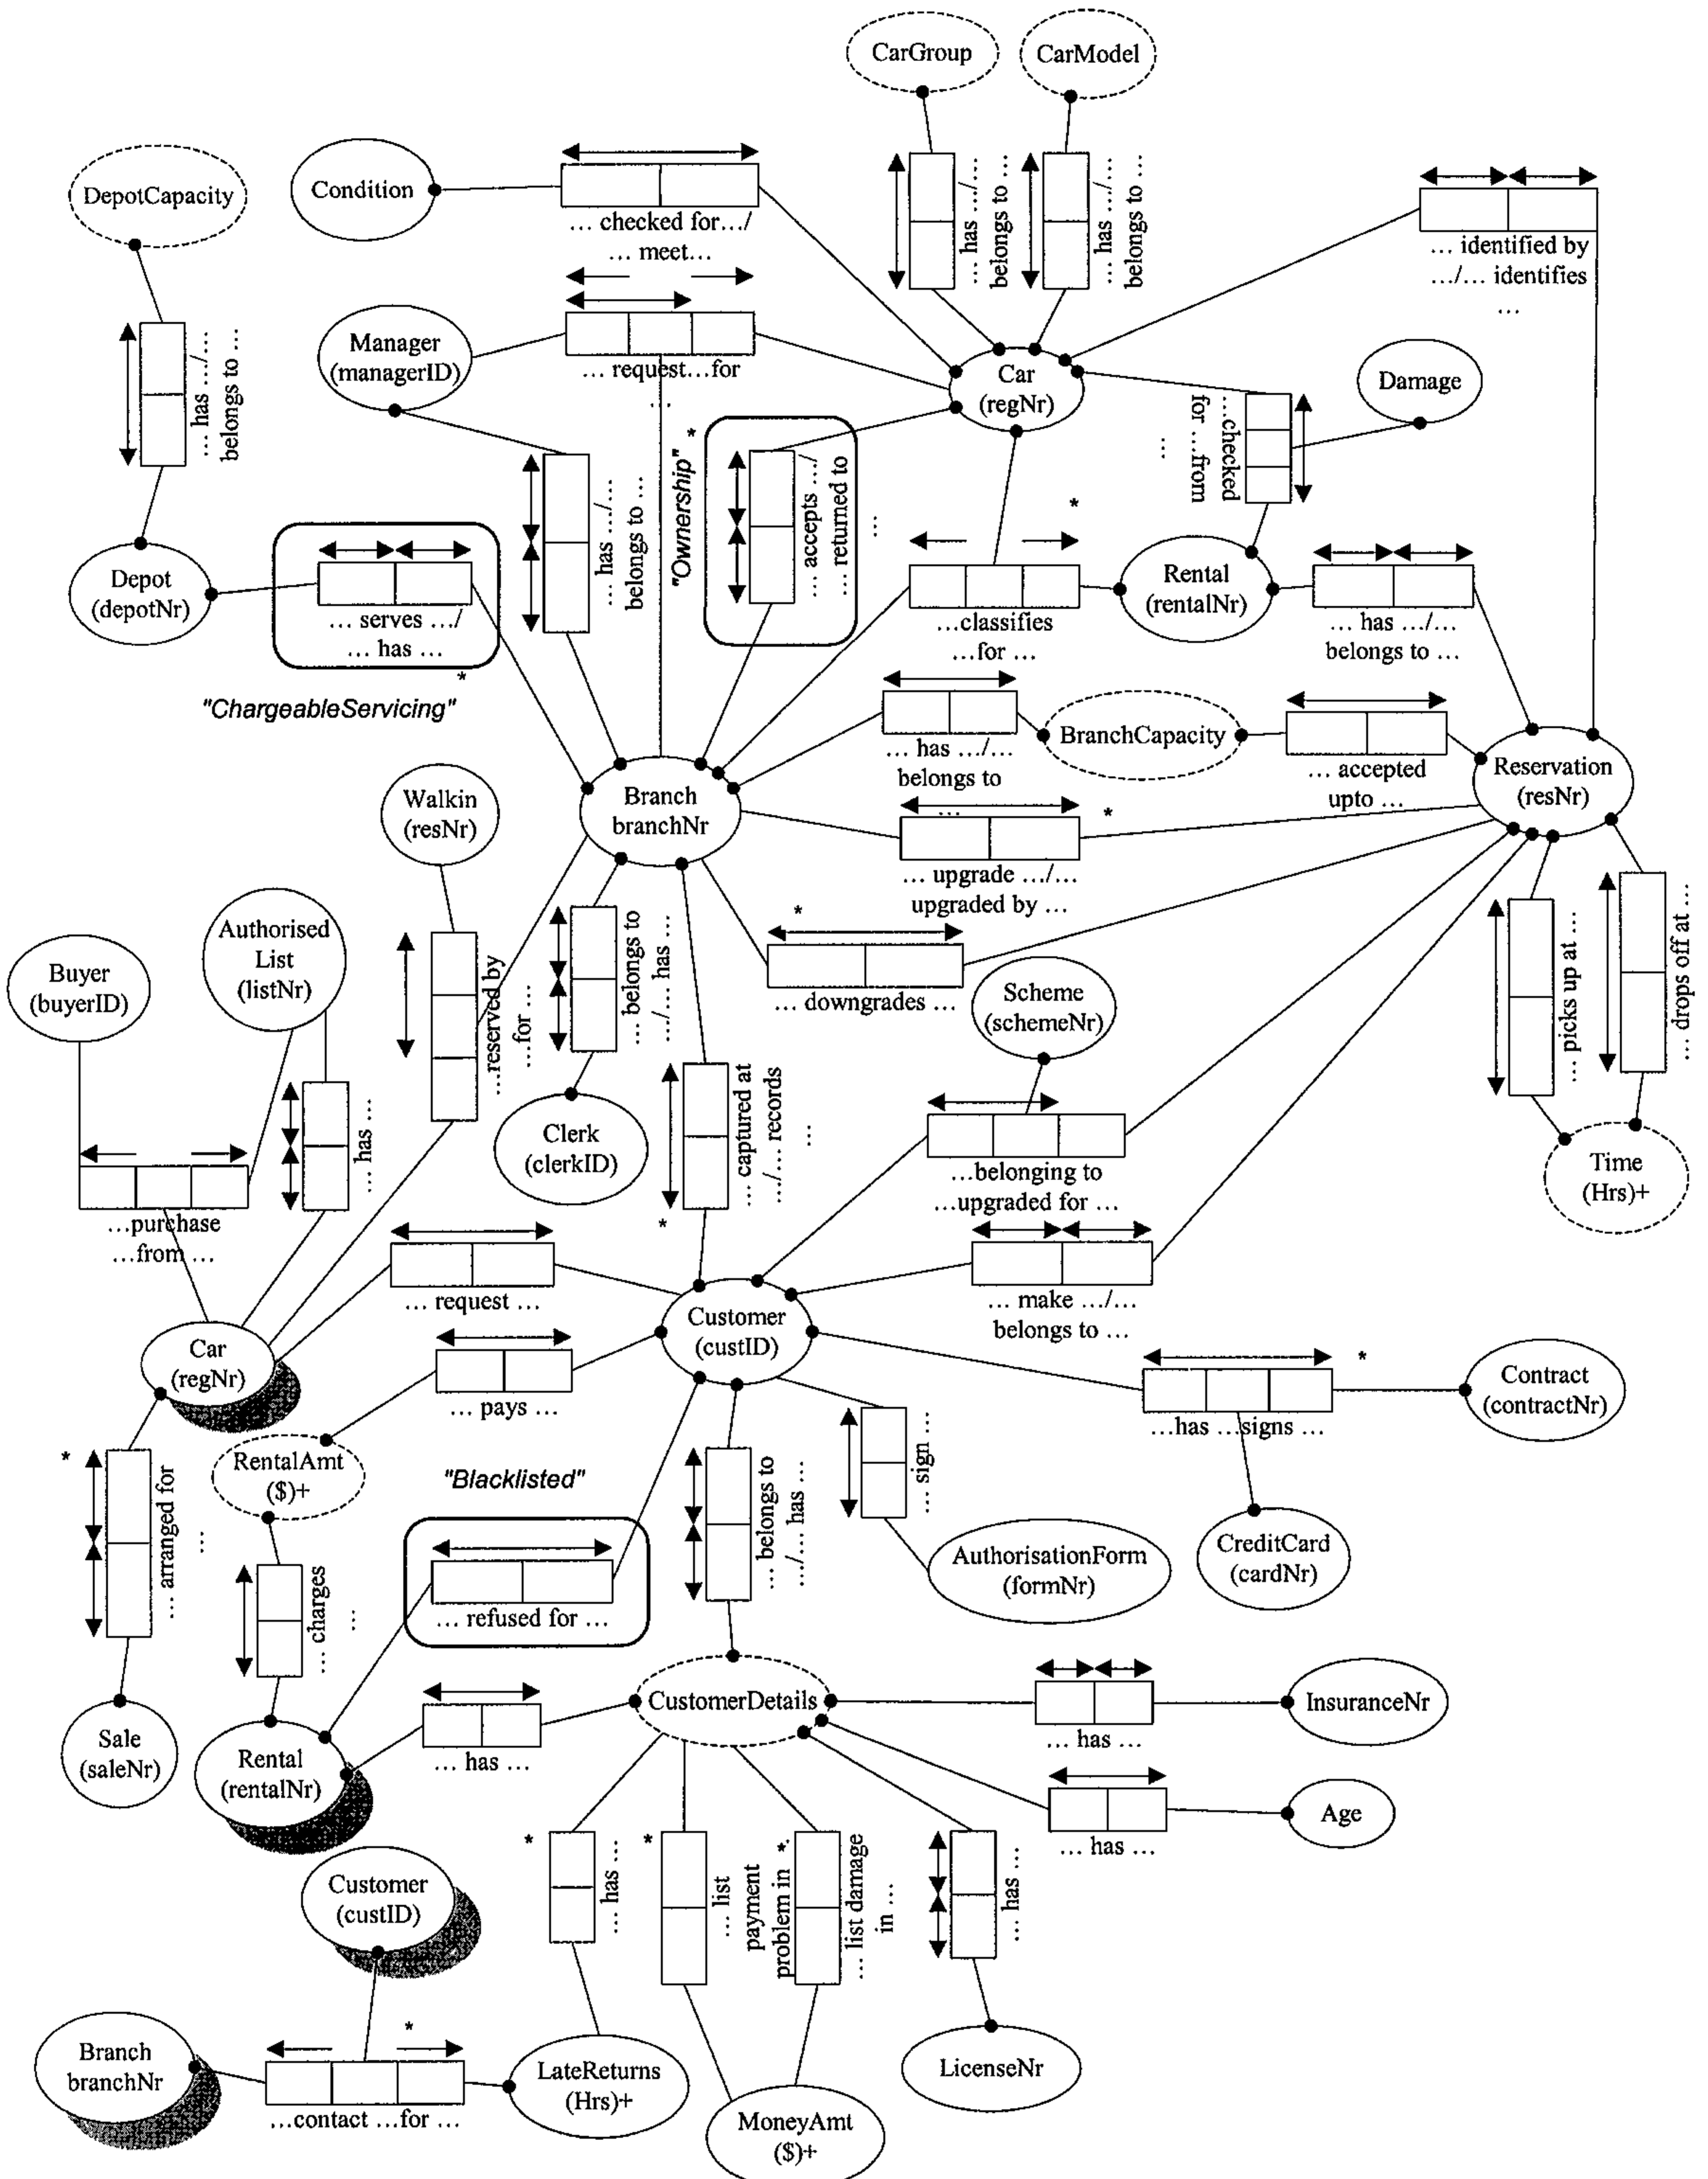 CarGroup
CarModel
DepotCapacity
Condition
... checked for.../
... meet...
... has .../...
belongs to ...
... has .../...
belongs to ...
... identified by
.../... identifies
...
Manager
(managerID)
... request...for
...
Car
(regNr)
Damage
...checked
for ...from
...
... has .../...
belongs to ...
Depot
(depotNr)
... serves .../
... has ...
*
"ChargeableServicing"
... has .../...
belongs to ...
"Ownership"
*
... accepts .../
... returned to
...
*
...classifies
...for ...
Rental
(rentalNr)
... has .../...
belongs to ...
... has .../...
belongs to
...
BranchCapacity
... accepted
upto ...
Reservation
(resNr)
Branch
branchNr
*
... upgrade .../...
upgraded by ...
*
... downgrades ...
Walkin
(resNr)
...reserved by
...for ...
... belongs to
.../... has ...
Authorised
List
(listNr)
Buyer
(buyerID)
... has ...
...purchase
...from ...
Clerk
(clerkID)
... captured at
.../... records
...
*
Scheme
(schemeNr)
...belonging to
...upgraded for ...
... picks up at ...
... drops off at ...
Time
(Hrs)+
... request ...
... make .../...
belongs to ...
Customer
(custID)
Car
(regNr)
... pays ...
*
...has ...signs ...
Contract
(contractNr)
CreditCard
(cardNr)
*
... arranged for
...
RentalAmt
($)+
"Blacklisted"
... refused for ...
... charges
...
... belongs to
.../... has ...
... sign ...
AuthorisationForm
(formNr)
Sale
(saleNr)
Rental
(rentalNr)
... has ...
CustomerDetails
... has ...
InsuranceNr
... has ...
Age
*
... has ...
*
... list
payment
problem in ...
*
... list damage
in ...
... has ...
LicenseNr
Customer
(custID)
Branch
branchNr
*
...contact ...for ...
LateReturns
(Hrs)+
MoneyAmt
($)+